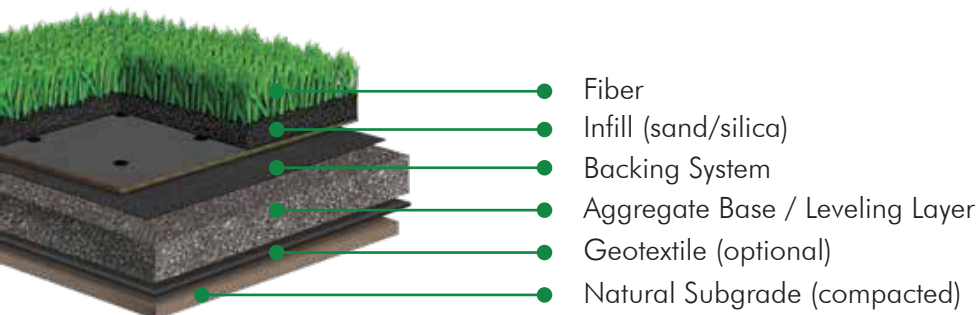 Fiber
Infill (sand/silica)
Backing System
Aggregate Base / Leveling Layer
Geotextile (optional)
Natural Subgrade (compacted)